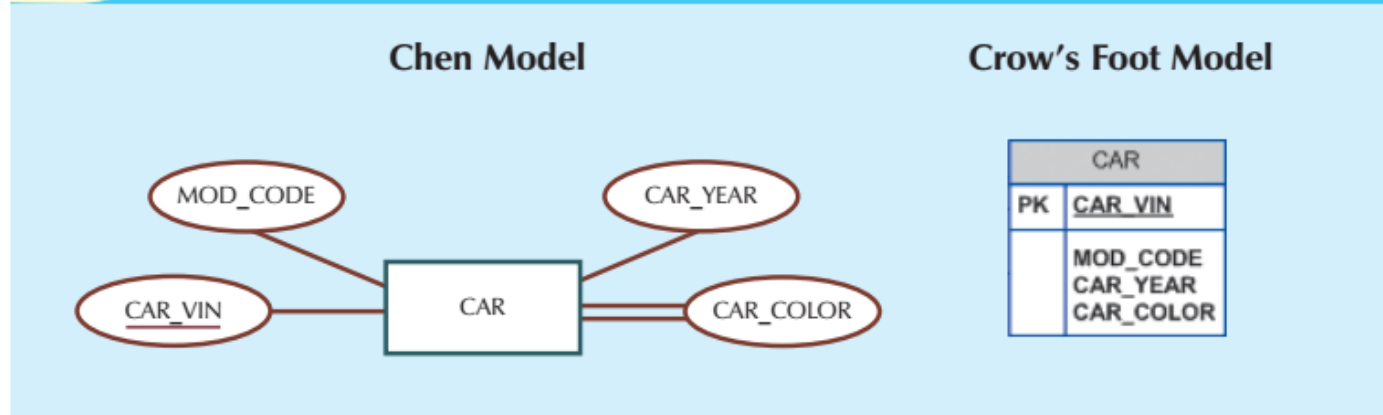 Chen Model
Crow's Foot Model
MOD_CODE
CAR_YEAR
CAR_VIN
CAR
CAR_COLOR
CAR
PK CAR_VIN
MOD_CODE
CAR_YEAR
CAR_COLOR